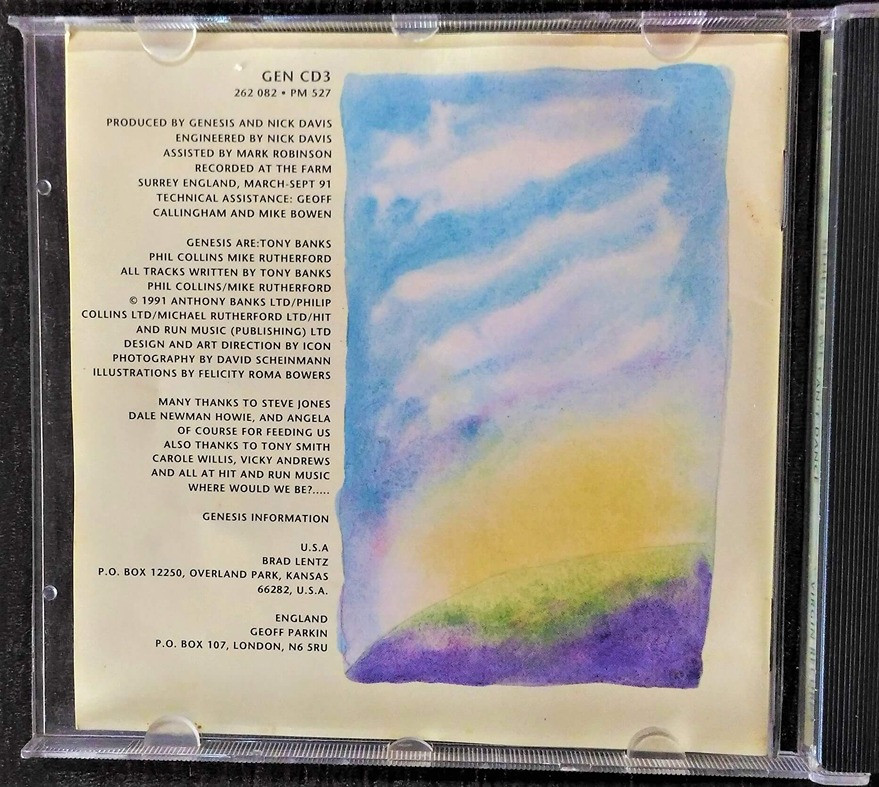 GEN CD3
262 082 • PM 527
PRODUCED BY GENESIS AND NICK DAVIS
ENGINEERED BY NICK DAVIS
ASSISTED BY MARK ROBINSON
RECORDED AT THE FARM
SURREY ENGLAND, MARCH-SEPT 91
TECHNICAL ASSISTANCE: GEOFF
CALLINGHAM AND MIKE BOWEN
GENESIS ARE:TONY BANKS
PHIL COLLINS MIKE RUTHERFORD
ALL TRACKS WRITTEN BY TONY BANKS
PHIL COLLINS/MIKE RUTHERFORD
© 1991 ANTHONY BANKS LTD/PHILIP
COLLINS LTD/MICHAEL RUTHERFORD LTD/HIT
AND RUN MUSIC (PUBLISHING) LTD
DESIGN AND ART DIRECTION BY ICON
PHOTOGRAPHY BY DAVID SCHEINMANN
ILLUSTRATIONS BY FELICITY ROMA BOWERS
MANY THANKS TO STEVE JONES
DALE NEWMAN HOWIE, AND ANGELA
OF COURSE FOR FEEDING US
ALSO THANKS TO TONY SMITH
CAROLE WILLIS, VICKY ANDREWS
AND ALL AT HIT AND RUN MUSIC
WHERE WOULD WE BE?.....
GENESIS INFORMATION
U.S.A
BRAD LENTZ
P.O. BOX 12250, OVERLAND PARK, KANSAS
66282, U.S.A.
ENGLAND
GEOFF PARKIN
P.O. BOX 107, LONDON, N6 5RU